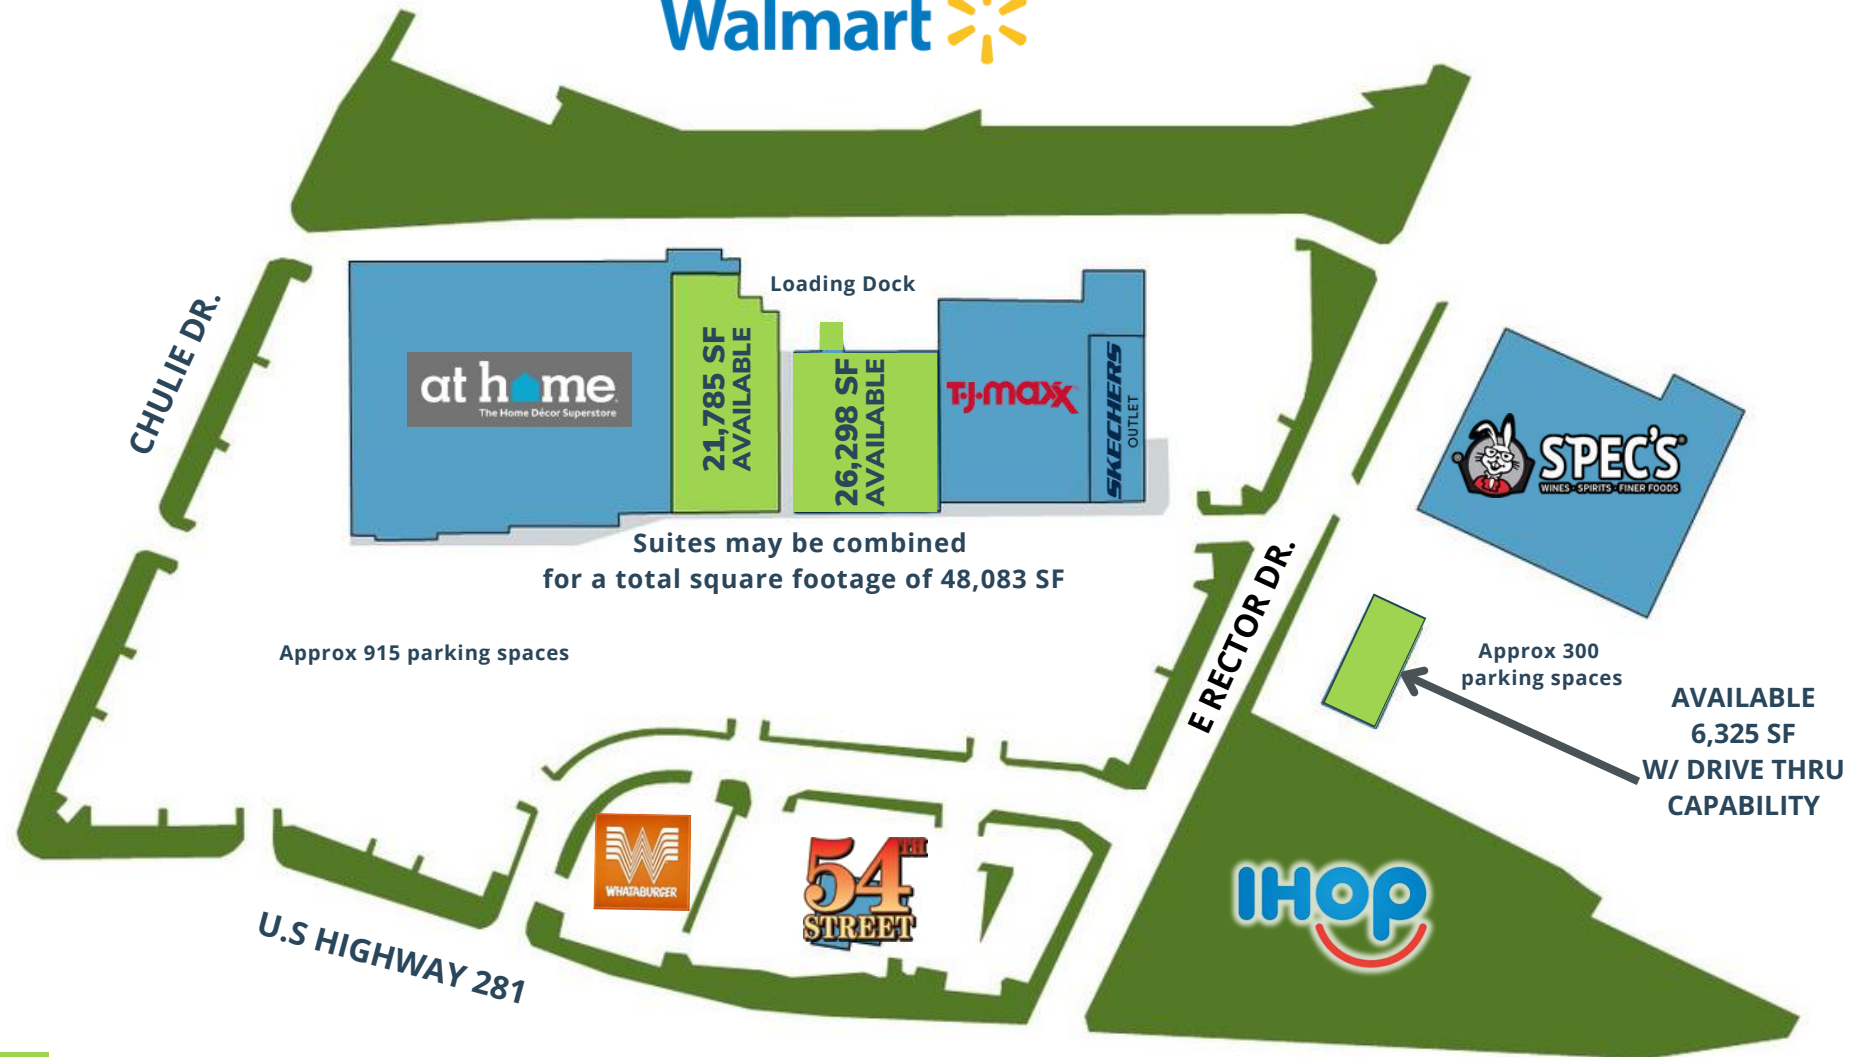 Walmart
CHULIE DR.
Loading Dock
at home
The Home Décor Superstore
21,785 SF
AVAILABLE
26,298 SF
AVAILABLE
T·J·maxx
SKECHERS
OUTLET
SPEC'S
WINES · SPIRITS · FINER FOODS
Suites may be combined
for a total square footage of 48,083 SF
E RECTOR DR.
Approx 915 parking spaces
Approx 300
parking spaces
AVAILABLE
6,325 SF
W/ DRIVE THRU
CAPABILITY
WHATABURGER
54TH
STREET
IHOP
U.S HIGHWAY 281